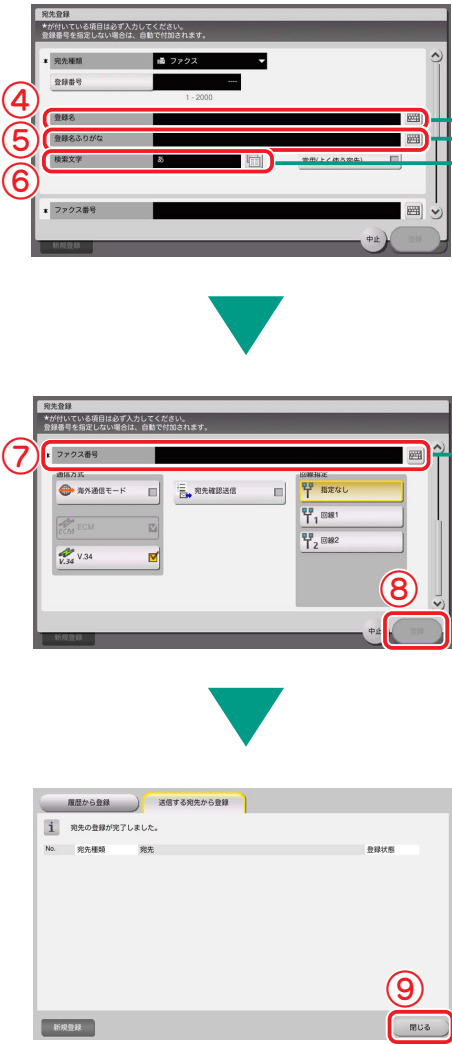 宛先登録
*が付いている項目は必ず入力してください。
登録番号を指定しない場合は、自動で付加されます。
* 宛先種類 ファクス
登録番号 ----
1 - 2000
④ 登録名
⑤ 登録名ふりがな
⑥ 検索文字 あ 常用(よく使う宛先)
* ファクス番号
新規登録 中止 登録
宛先登録
*が付いている項目は必ず入力してください。
登録番号を指定しない場合は、自動で付加されます。
⑦ * ファクス番号
通信方式 回線指定
海外通信モード 宛先確認送信 指定なし
ECM ECM 1 回線1
V.34 V.34 2 回線2
⑧
新規登録 中止 登録
履歴から登録 送信する宛先から登録
i 宛先の登録が完了しました。
No. 宛先種類 宛先 登録状態
⑨
新規登録 閉じる